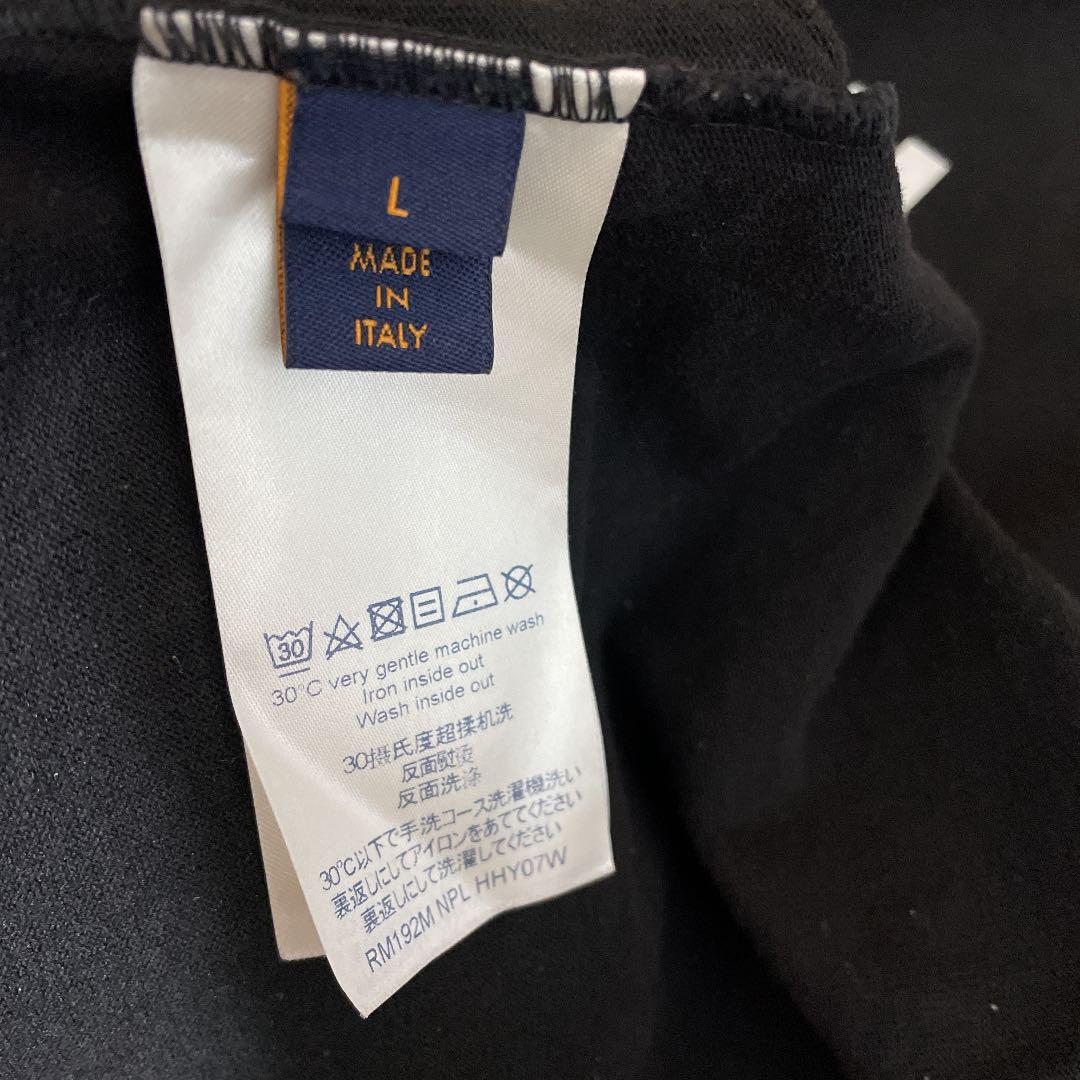 L
MADE
IN
ITALY
30
30°C very gentle machine wash
Iron inside out
Wash inside out
30摄氏度超揉机洗
反面熨烫
反面洗涤
30℃以下で手洗コース洗濯機洗い
裏返しにしてアイロンをあててください
裏返しにして洗濯してください
RM192M NPL HHY07W